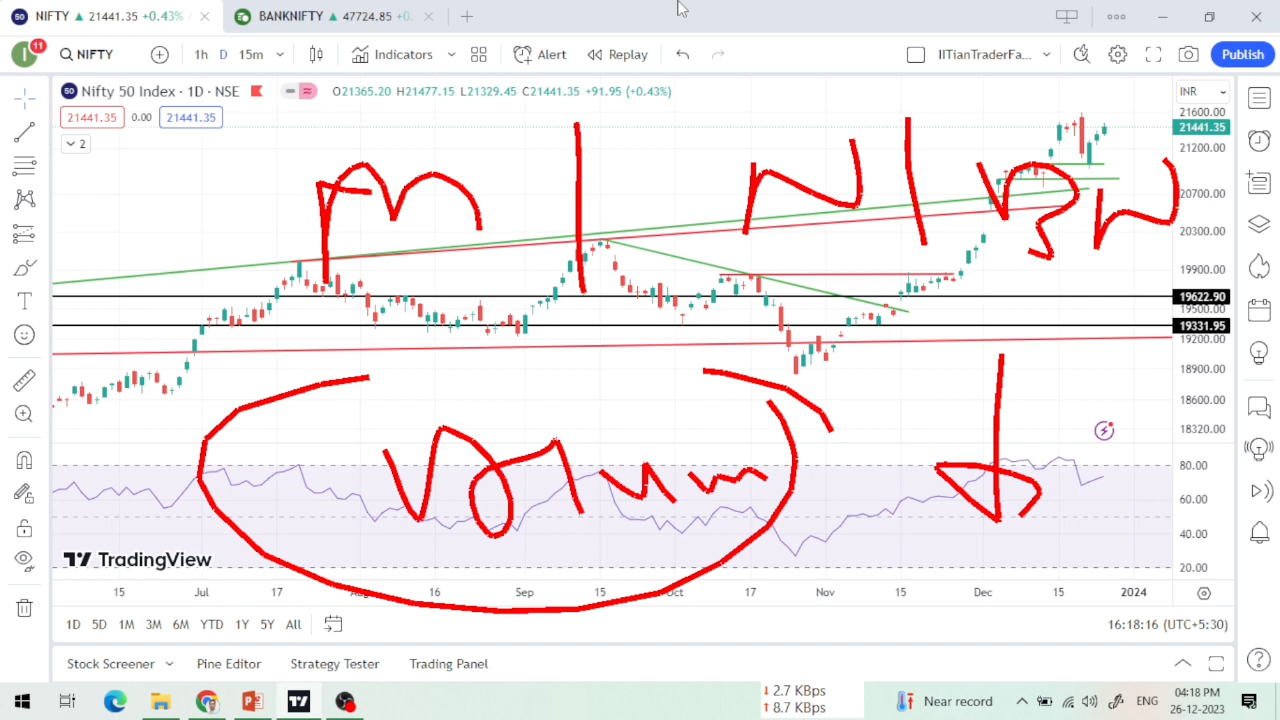 NIFTY 21441.35 +0.43%
BANKNIFTY 47724.85 +0.
11
NIFTY 1h D 15m Indicators Alert Replay IITianTraderFa... Publish
Nifty 50 Index · 1D · NSE O21365.20 H21477.15 L21329.45 C21441.35 +91.95 (+0.43%)
INR
21441.35 0.00 21441.35
2
21600.00
21441.35
21200.00
20700.00
20300.00
19900.00
19622.90
19500.00
19331.95
19200.00
18900.00
18600.00
18320.00
80.00
60.00
40.00
20.00
TradingView
15 Jul 17 Aug 16 Sep 15 Oct 17 Nov 15 Dec 15 2024
1D 5D 1M 3M 6M YTD 1Y 5Y All 16:18:16 (UTC+5:30)
Stock Screener Pine Editor Strategy Tester Trading Panel
2.7 KBps
8.7 KBps
Near record ENG
04:18 PM
26-12-2023